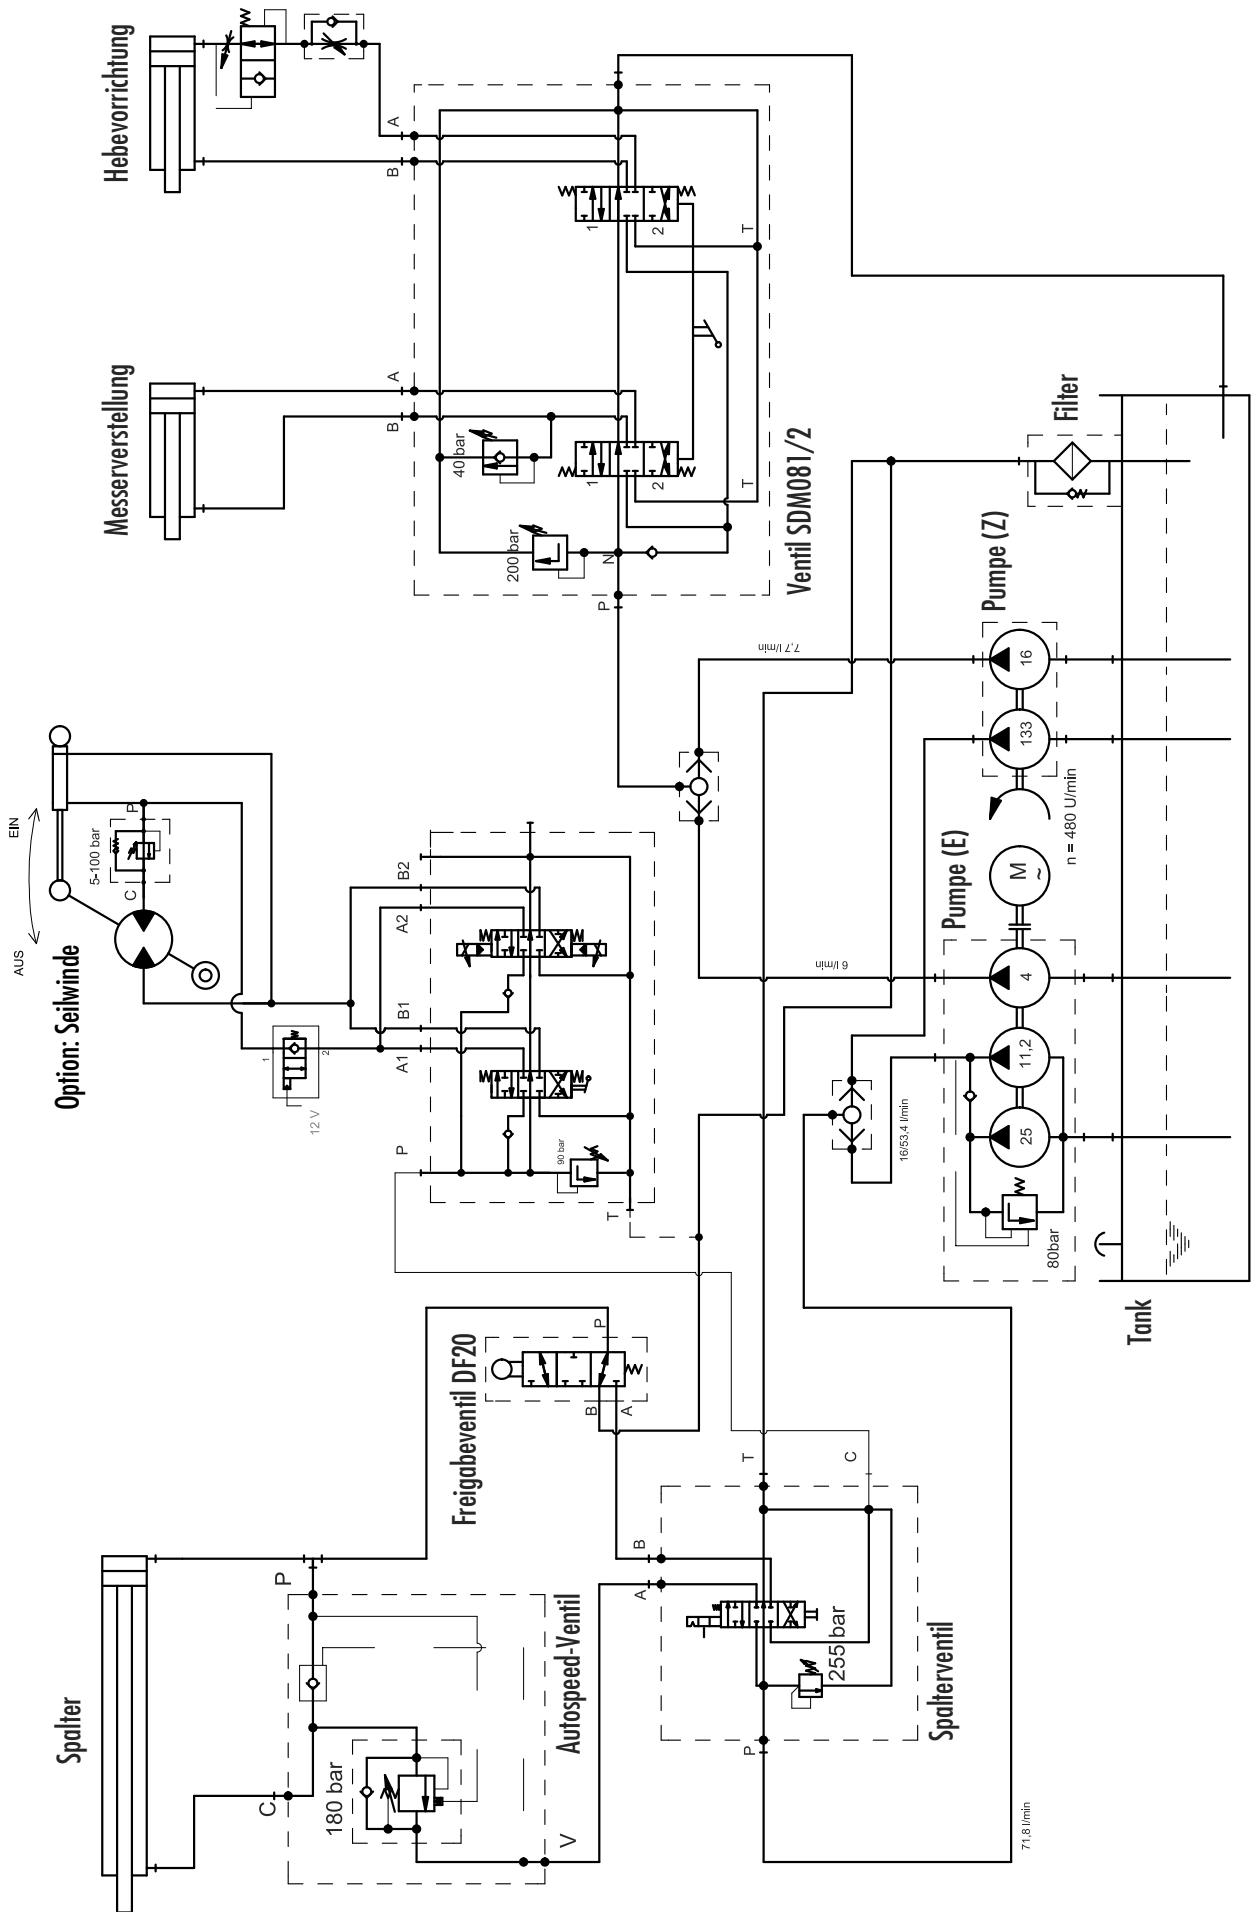 Hebevorrichtung
A
B
1
2
T
Messerverstellung
A
B
40 bar
1
2
T
200 bar
N
P
Ventil SDM081/2
Filter
Pumpe (Z)
16
133
n = 480 U/min
7,7 l/min
Pumpe (E)
M
~
4
11,2
25
80bar
6 l/min
16/53,4 l/min
Tank
EIN
AUS
5-100 bar
P
C
Option: Seilwinde
1
2
12 V
B2
A2
B1
A1
P
90 bar
T
Freigabeventil DF20
P
B
A
T
C
B
A
255 bar
P
Spalterventil
71,8 l/min
Spalter
P
C
180 bar
V
Autospeed-Ventil